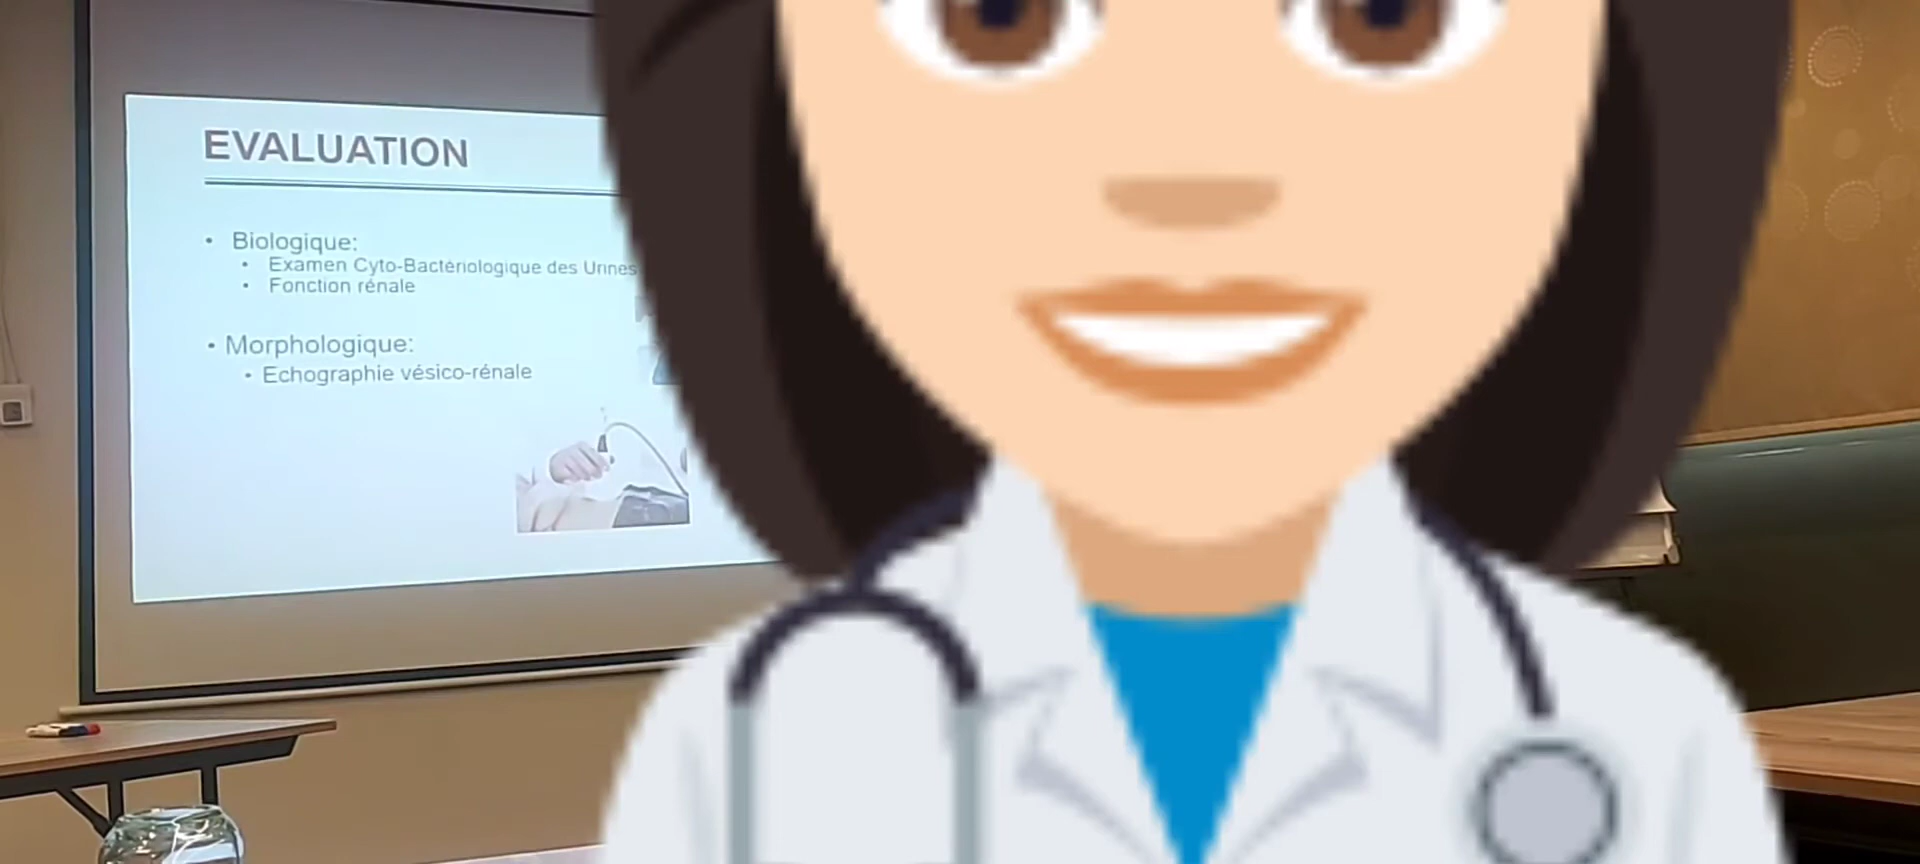 EVALUATION
• Biologique:
• Examen Cyto-Bactériologique des Urines
• Fonction rénale
• Morphologique:
• Echographie vésico-rénale